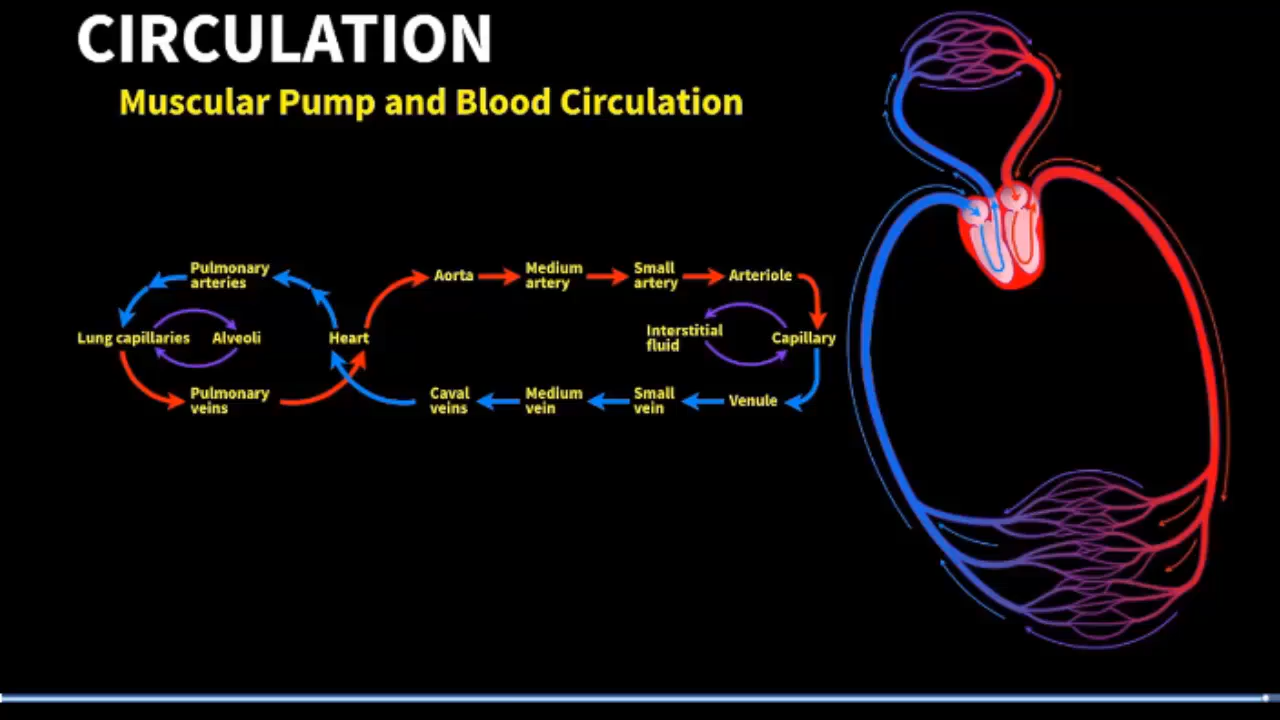 CIRCULATION
Muscular Pump and Blood Circulation
Pulmonary
arteries
Aorta
Medium
artery
Small
artery
Arteriole
Lung capillaries
Alveoli
Heart
Interstitial
fluid
Capillary
Pulmonary
veins
Caval
veins
Medium
vein
Small
vein
Venule